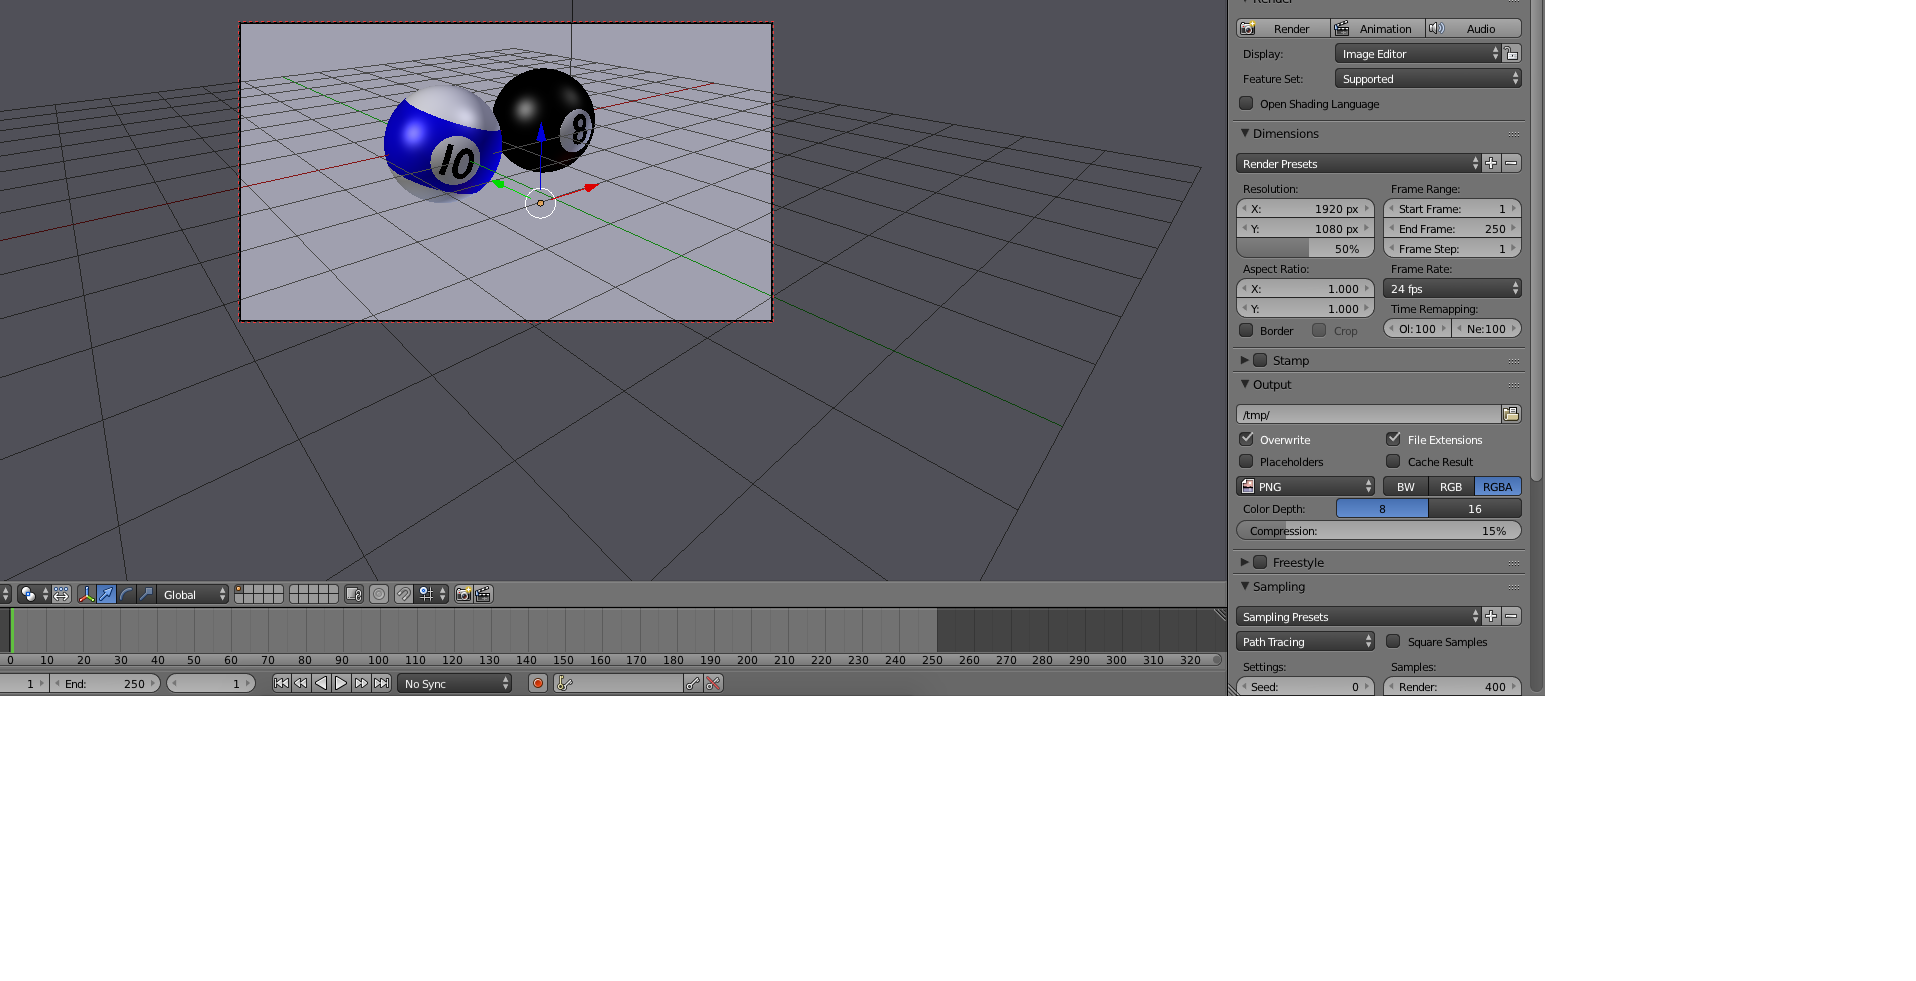 Render
Render Animation Audio
Display: Image Editor
Feature Set: Supported
Open Shading Language
Dimensions
Render Presets
Resolution: Frame Range:
X: 1920 px Start Frame: 1
Y: 1080 px End Frame: 250
50% Frame Step: 1
Aspect Ratio: Frame Rate:
X: 1.000 24 fps
Y: 1.000 Time Remapping:
Border Crop Ol: 100 Ne:100
Stamp
Output
/tmp/
Overwrite File Extensions
Placeholders Cache Result
PNG BW RGB RGBA
Color Depth: 8 16
Compression: 15%
Freestyle
Sampling
Sampling Presets
Path Tracing Square Samples
Settings: Samples:
Seed: 0 Render: 400
10
8
Global
0 10 20 30 40 50 60 70 80 90 100 110 120 130 140 150 160 170 180 190 200 210 220 230 240 250 260 270 280 290 300 310 320
1 End: 250 1 No Sync